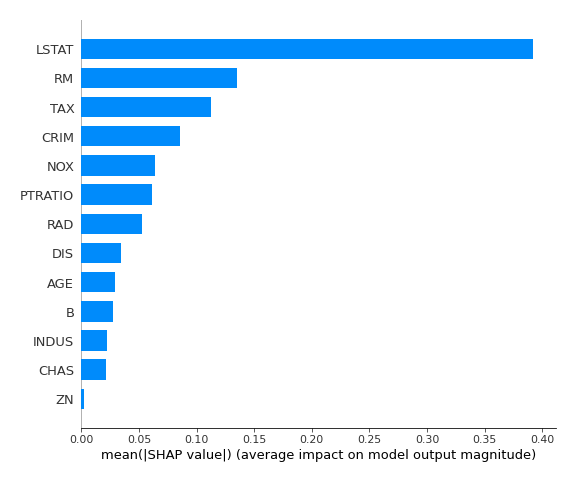 LSTAT
RM
TAX
CRIM
NOX
PTRATIO
RAD
DIS
AGE
B
INDUS
CHAS
ZN
0.00 0.05 0.10 0.15 0.20 0.25 0.30 0.35 0.40
mean(|SHAP value|) (average impact on model output magnitude)